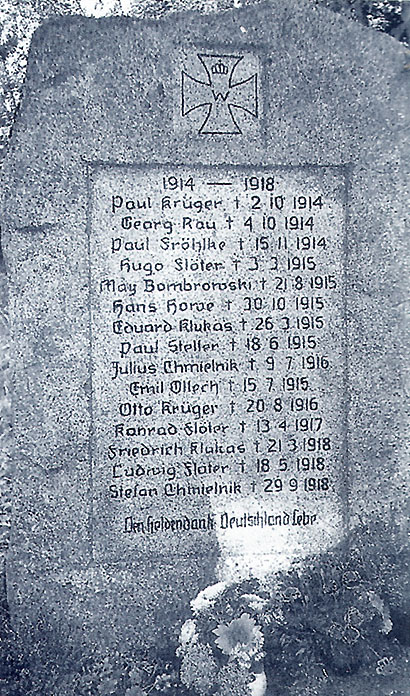 W
1914 — 1918
Paul Krüger † 2.10 1914
Georg Rau † 4 10 1914
Paul Fröhlke † 15.11 1914
Hugo Flöter † 3 3 1915
Max Bombrowski † 21 8 1915
Hans Horve † 30 10 1915
Eduard Klukas † 26 3 1915
Paul Steller † 18 6 1915
Julius Chmielnik † 9 7 1916
Emil Ollech † 15 7 1915
Otto Krüger † 20 8 1916
Konrad Flöter † 13 4 1917
Friedrich Klukas † 21 3 1918
Ludwig Flater † 18 5 1918
Stefan Chmielnik † 29 9 1918
Den Heldendank Deutschland lebe